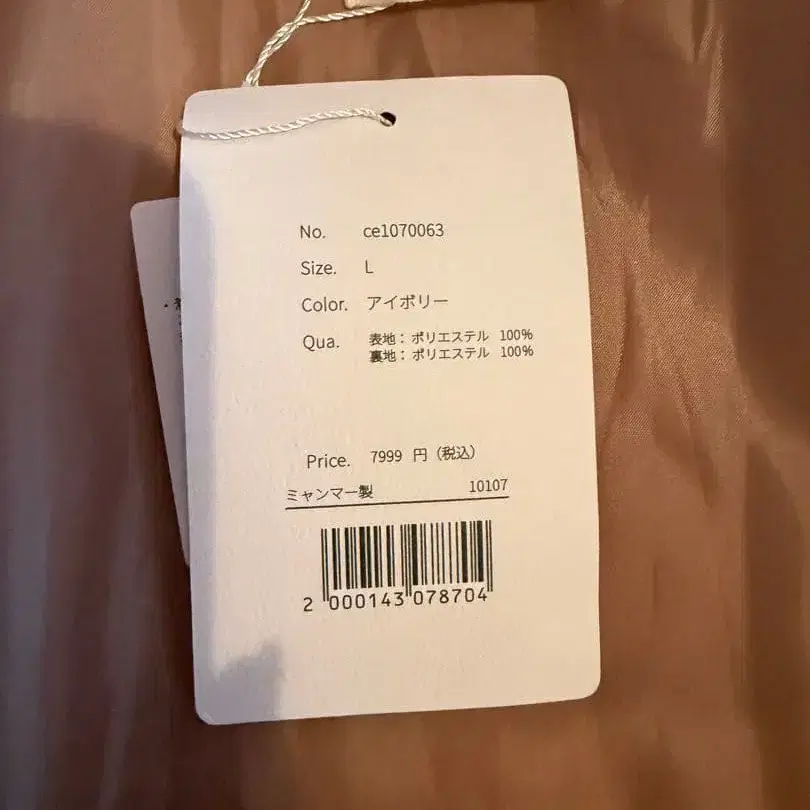 No. ce1070063
Size. L
Color. アイボリー
Qua. 表地：ポリエステル 100%
裏地：ポリエステル 100%
Price. 7999 円（税込）
ミャンマー製 10107
2 000143 078704